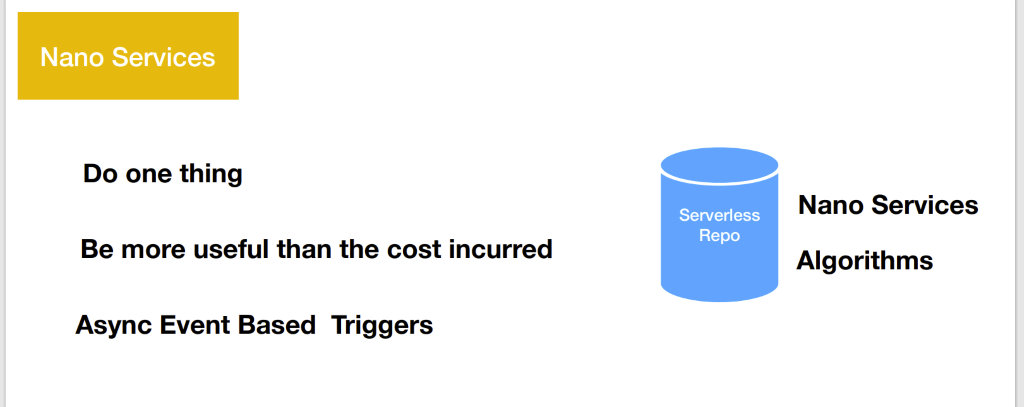 Nano Services
Do one thing
Be more useful than the cost incurred
Async Event Based  Triggers
Serverless
Repo
Nano Services
Algorithms